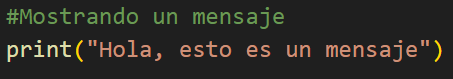 #Mostrando un mensaje
print("Hola, esto es un mensaje")